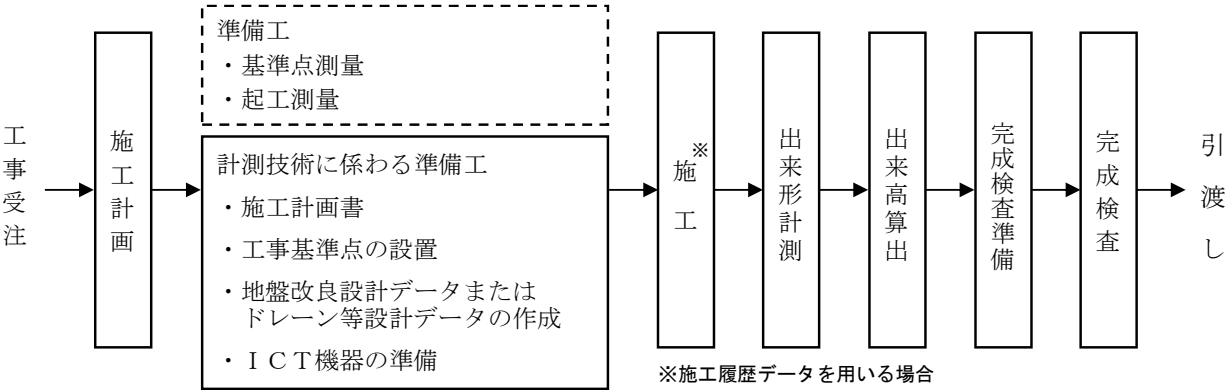 工事受注
施工計画
準備工
・基準点測量
・起工測量
計測技術に係わる準備工
・施工計画書
・工事基準点の設置
・地盤改良設計データまたは
ドレーン等設計データの作成
・ＩＣＴ機器の準備
施工※
出来形計測
出来高算出
完成検査準備
完成検査
引渡し
※施工履歴データを用いる場合